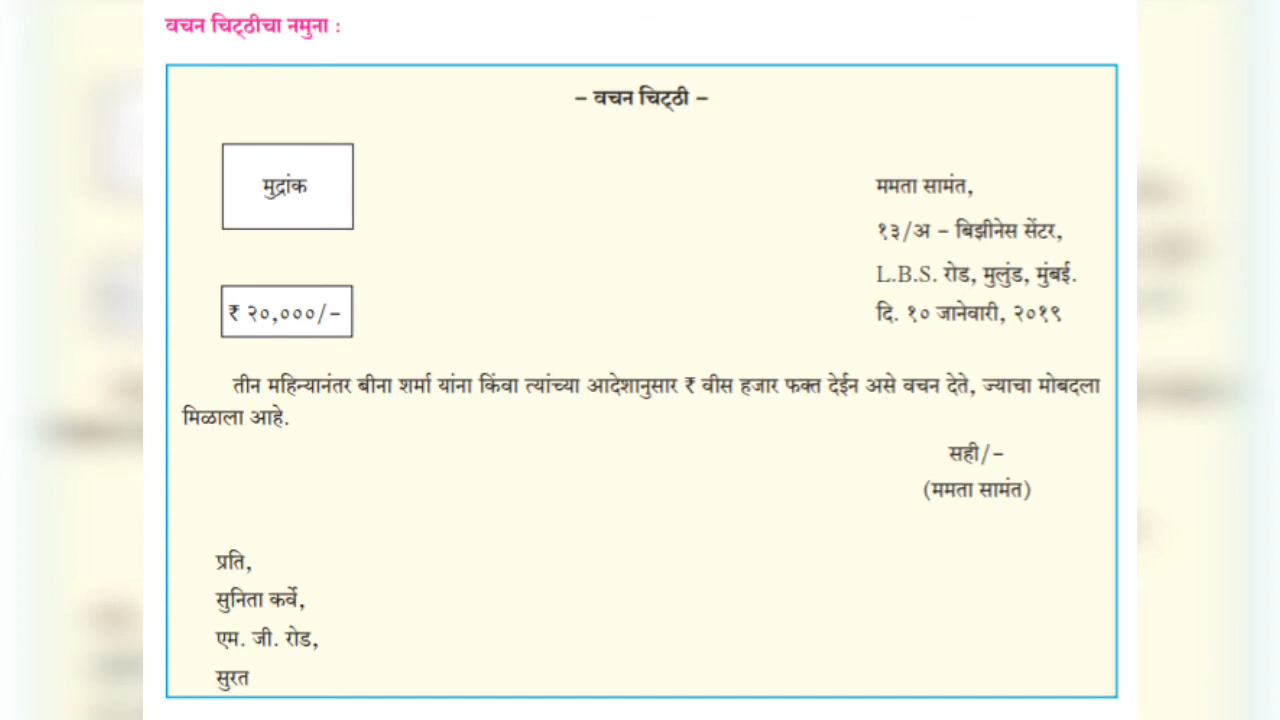 वचन चिट्ठीचा नमुना :
– वचन चिट्ठी –
मुद्रांक
ममता सामंत,
१३/अ – बिझीनेस सेंटर,
L.B.S. रोड, मुलुंड, मुंबई.
₹ २०,०००/–
दि. १० जानेवारी, २०१९
तीन महिन्यानंतर बीना शर्मा यांना किंवा त्यांच्या आदेशानुसार ₹ वीस हजार फक्त देईन असे वचन देते, ज्याचा मोबदला
मिळाला आहे.
सही/–
(ममता सामंत)
प्रति,
सुनिता कर्वे,
एम. जी. रोड,
सुरत